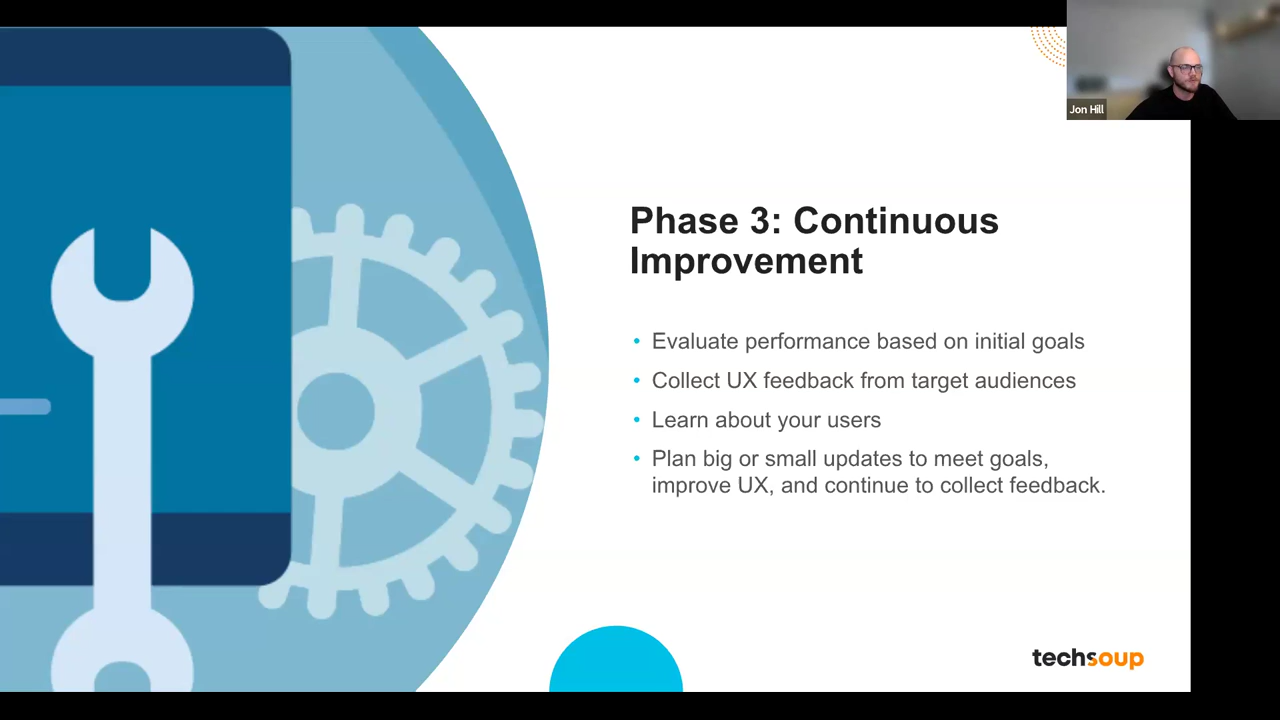 Jon Hill
Phase 3: Continuous
Improvement
• Evaluate performance based on initial goals
• Collect UX feedback from target audiences
• Learn about your users
• Plan big or small updates to meet goals,
improve UX, and continue to collect feedback.
techsoup